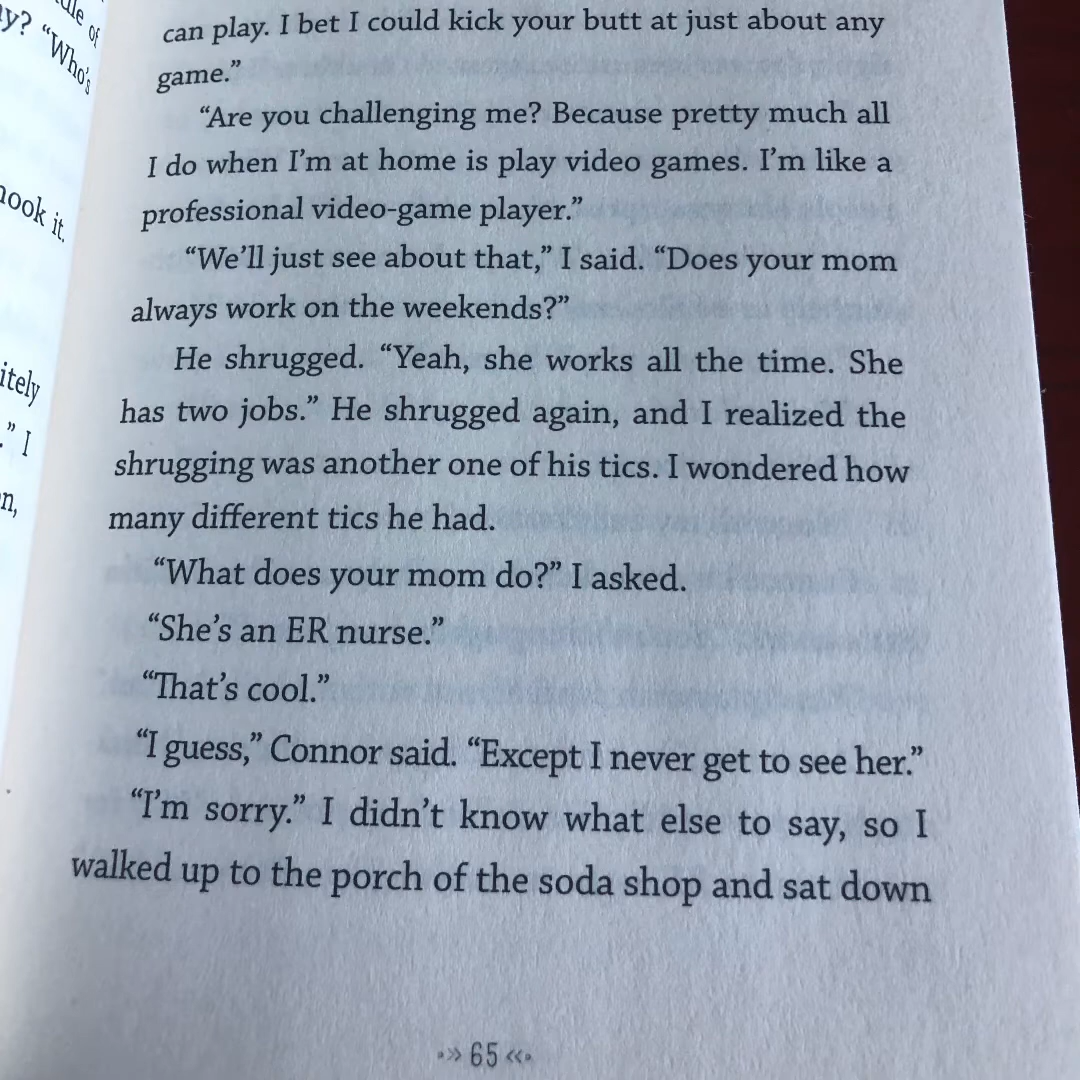 can play. I bet I could kick your butt at just about any
game.”
“Are you challenging me? Because pretty much all
I do when I’m at home is play video games. I’m like a
professional video-game player.”
“We’ll just see about that,” I said. “Does your mom
always work on the weekends?”
He shrugged. “Yeah, she works all the time. She
has two jobs.” He shrugged again, and I realized the
shrugging was another one of his tics. I wondered how
many different tics he had.
“What does your mom do?” I asked.
“She’s an ER nurse.”
“That’s cool.”
“I guess,” Connor said. “Except I never get to see her.”
“I’m sorry.” I didn’t know what else to say, so I
walked up to the porch of the soda shop and sat down
65